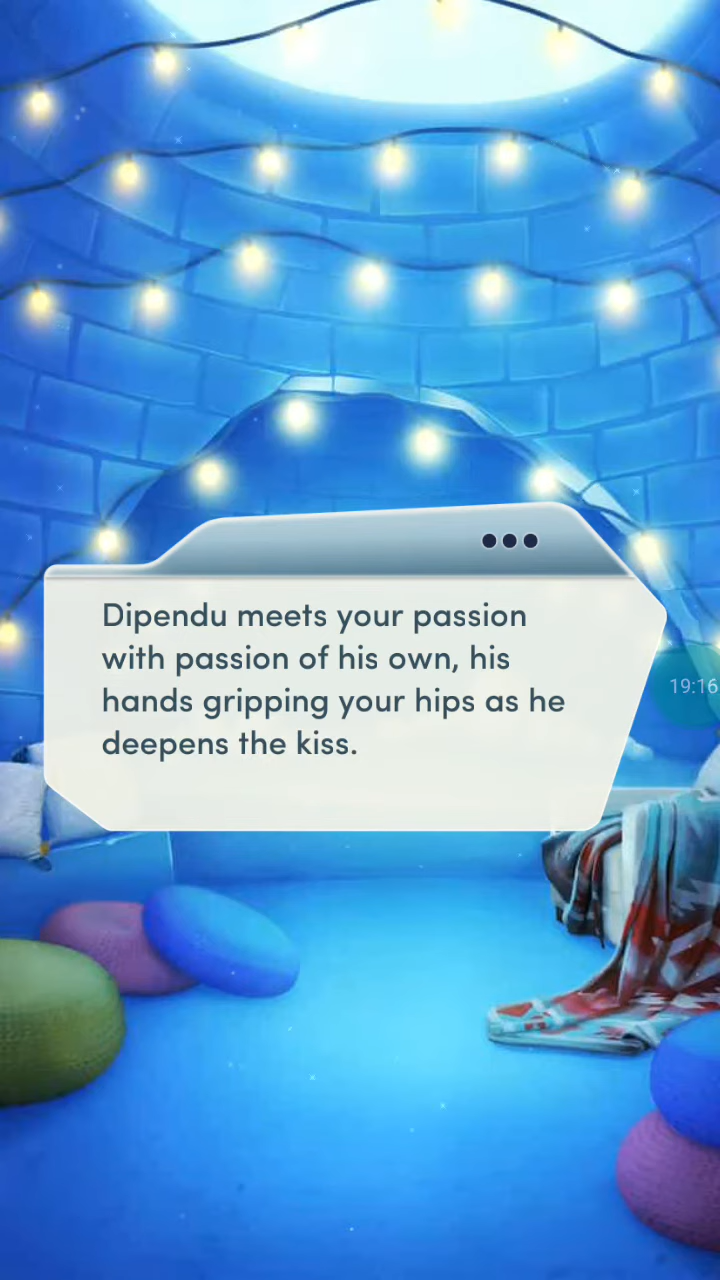 Dipendu meets your passion
with passion of his own, his
hands gripping your hips as he
deepens the kiss.
19:16